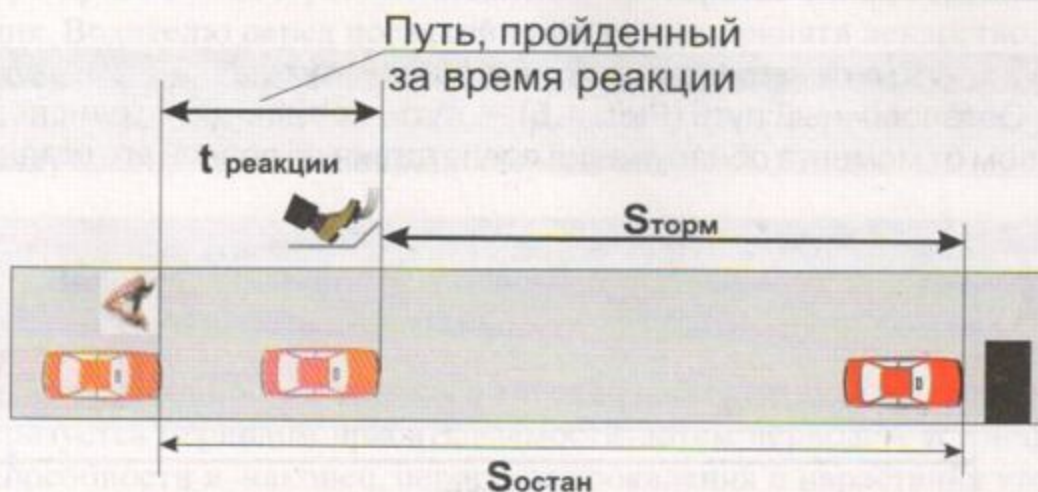 Путь, пройденный
за время реакции
t реакции
Sторм
Sостан